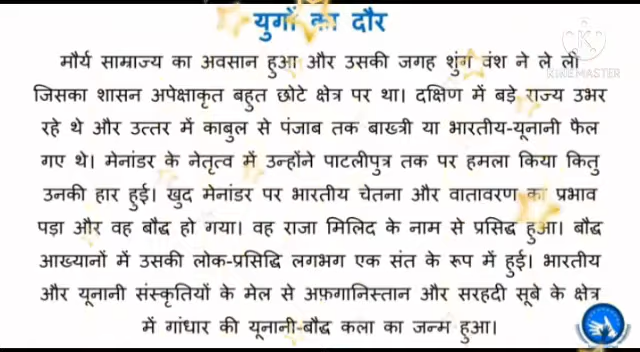 युगों का दौर
मौर्य साम्राज्य का अवसान हुआ और उसकी जगह शुंग वंश ने ले ली
जिसका शासन अपेक्षाकृत बहुत छोटे क्षेत्र पर था। दक्षिण में बड़े राज्य उभर
रहे थे और उत्तर में काबुल से पंजाब तक बाख्त्री या भारतीय-यूनानी फैल
गए थे। मेनांडर के नेतृत्व में उन्होंने पाटलीपुत्र तक पर हमला किया किंतु
उनकी हार हुई। खुद मेनांडर पर भारतीय चेतना और वातावरण का प्रभाव
पड़ा और वह बौद्ध हो गया। वह राजा मिलिद के नाम से प्रसिद्ध हुआ। बौद्ध
आख्यानों में उसकी लोक-प्रसिद्धि लगभग एक संत के रूप में हुई। भारतीय
और यूनानी संस्कृतियों के मेल से अफ़गानिस्तान और सरहदी सूबे के क्षेत्र
में गांधार की यूनानी-बौद्ध कला का जन्म हुआ।
KINEMASTER